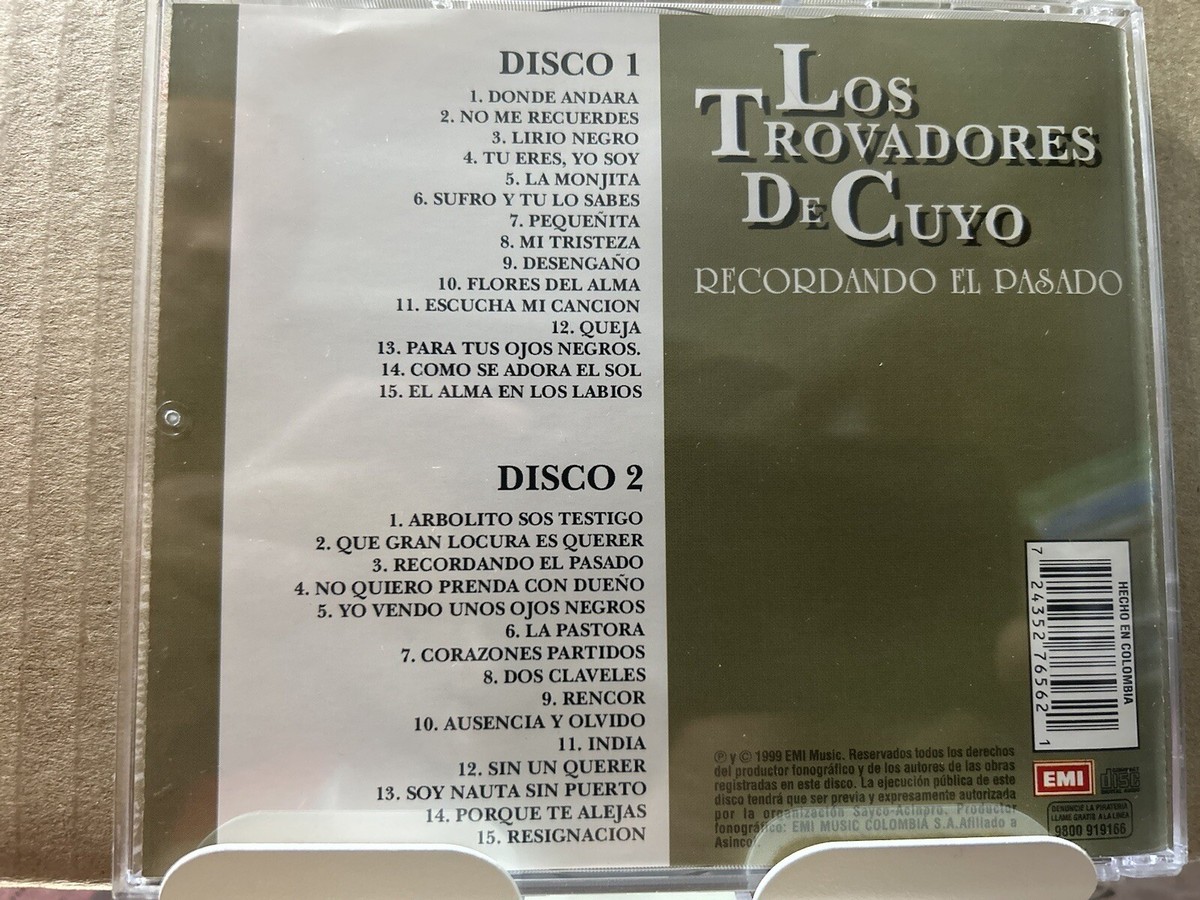 DISCO 1
1. DONDE ANDARA
2. NO ME RECUERDES
3. LIRIO NEGRO
4. TU ERES, YO SOY
5. LA MONJITA
6. SUFRO Y TU LO SABES
7. PEQUEÑITA
8. MI TRISTEZA
9. DESENGAÑO
10. FLORES DEL ALMA
11. ESCUCHA MI CANCION
12. QUEJA
13. PARA TUS OJOS NEGROS.
14. COMO SE ADORA EL SOL
15. EL ALMA EN LOS LABIOS
DISCO 2
1. ARBOLITO SOS TESTIGO
2. QUE GRAN LOCURA ES QUERER
3. RECORDANDO EL PASADO
4. NO QUIERO PRENDA CON DUEÑO
5. YO VENDO UNOS OJOS NEGROS
6. LA PASTORA
7. CORAZONES PARTIDOS
8. DOS CLAVELES
9. RENCOR
10. AUSENCIA Y OLVIDO
11. INDIA
12. SIN UN QUERER
13. SOY NAUTA SIN PUERTO
14. PORQUE TE ALEJAS
15. RESIGNACION
LOS
TROVADORES
DE CUYO
RECORDANDO EL PASADO
HECHO EN COLOMBIA
7 24352 76562 1
℗ y © 1999 EMI Music. Reservados todos los derechos
del productor fonográfico y de los autores de las obras
registradas en este disco. La ejecución pública de este
disco tendrá que ser previa y expresamente autorizada
por la organización Sayco-Acinpro. Productor
fonográfico: EMI MUSIC COLOMBIA S.A. Afiliado a
Asinco
EMI
COMPACT disc DIGITAL AUDIO
DENUNCIE LA PIRATERIA
LLAME GRATIS A LA LINEA
9800 919166